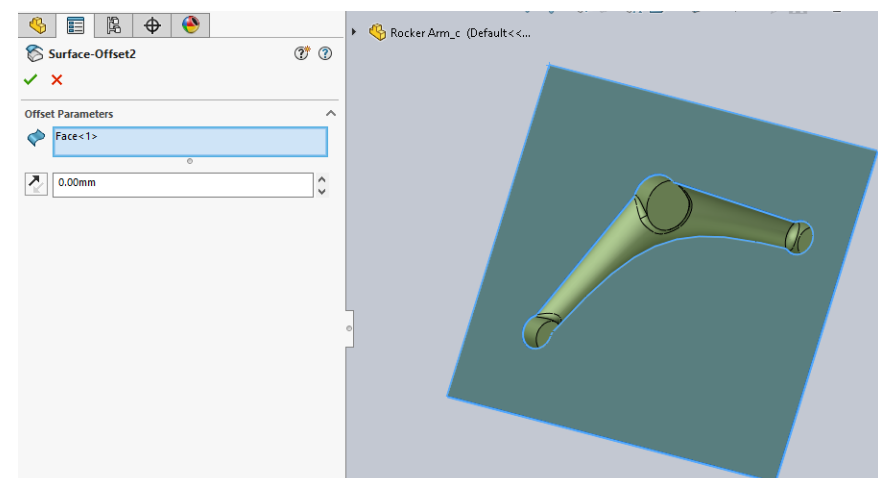 Rocker Arm_c (Default<<...
Surface-Offset2
Offset Parameters
Face<1>
0.00mm